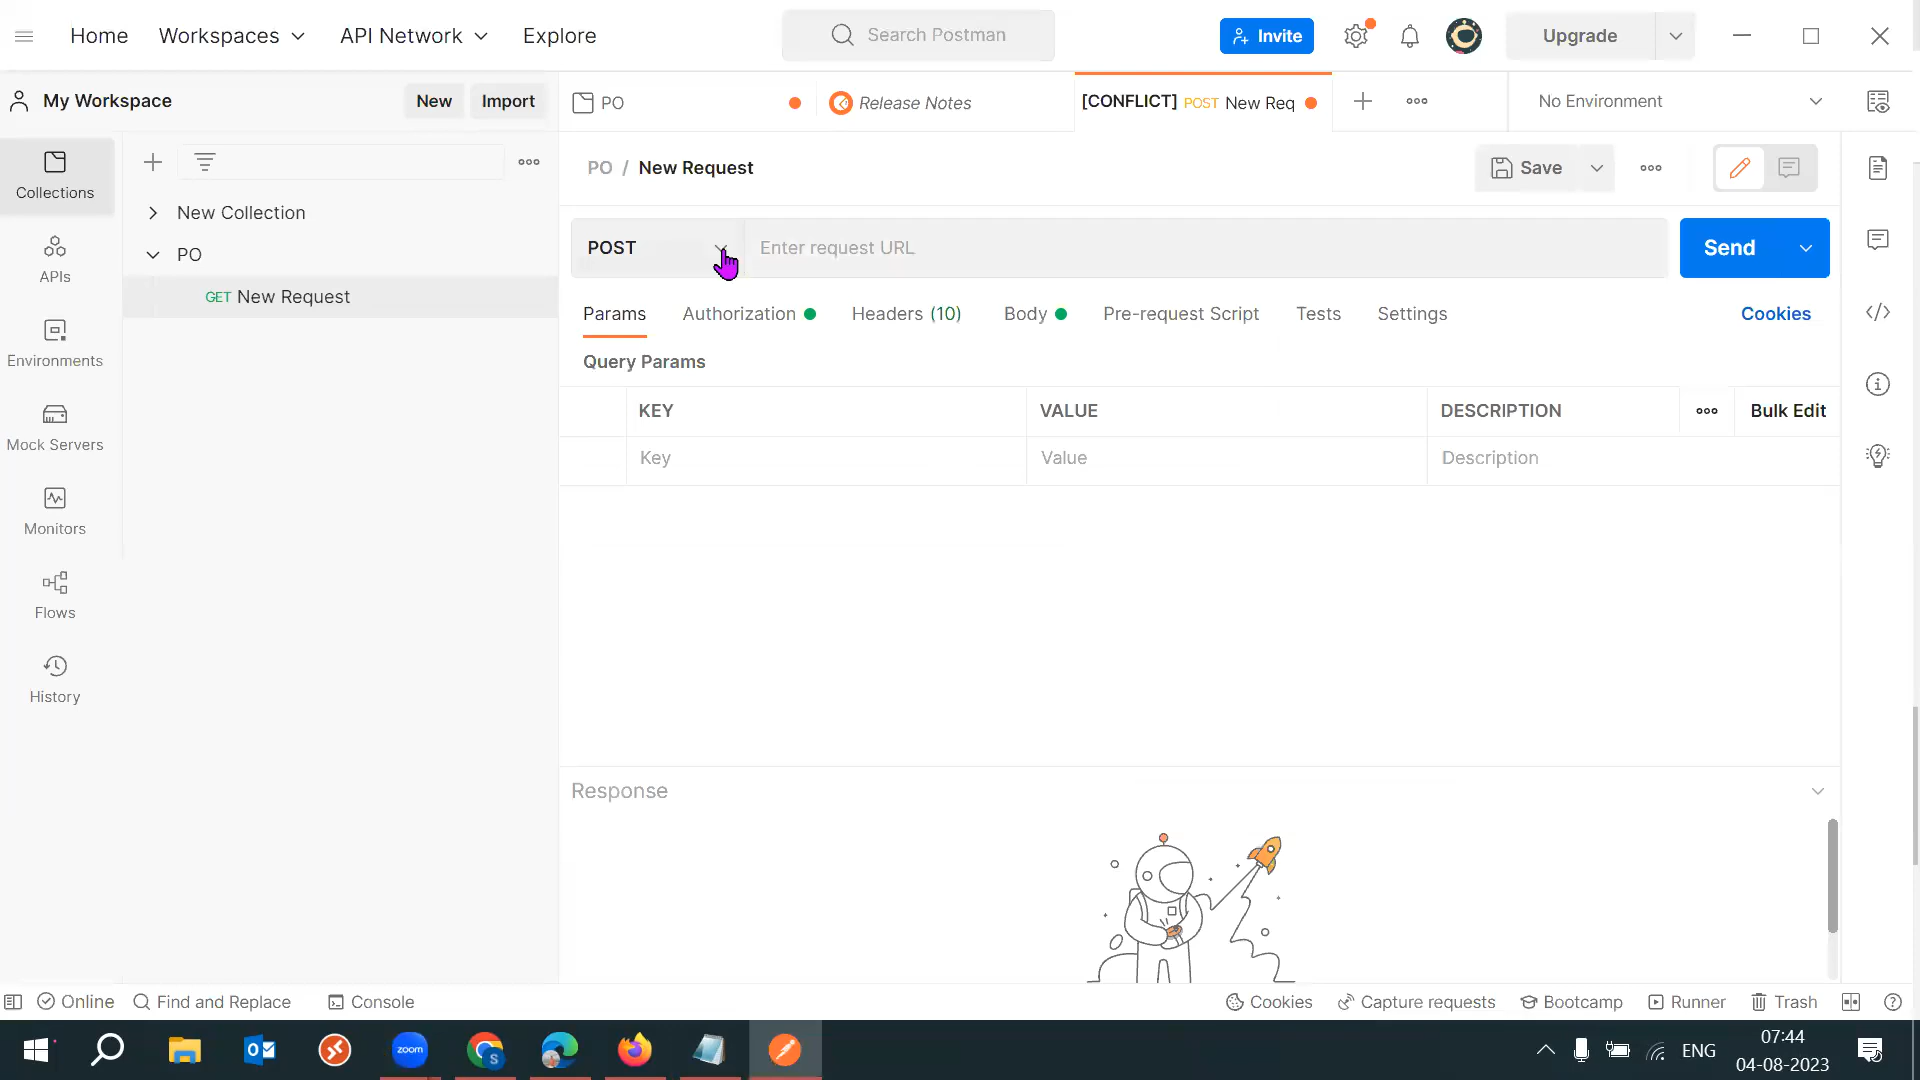 Home Workspaces API Network Explore Search Postman Invite Upgrade
My Workspace New Import PO Release Notes [CONFLICT] POST New Req No Environment
Collections
APIs
Environments
Mock Servers
Monitors
Flows
History
New Collection
PO
GET New Request
PO / New Request Save
POST Enter request URL Send
Params Authorization Headers (10) Body Pre-request Script Tests Settings Cookies
Query Params
KEY VALUE DESCRIPTION Bulk Edit
Key Value Description
Response
Online Find and Replace Console Cookies Capture requests Bootcamp Runner Trash
zoom S ENG 07:44
04-08-2023